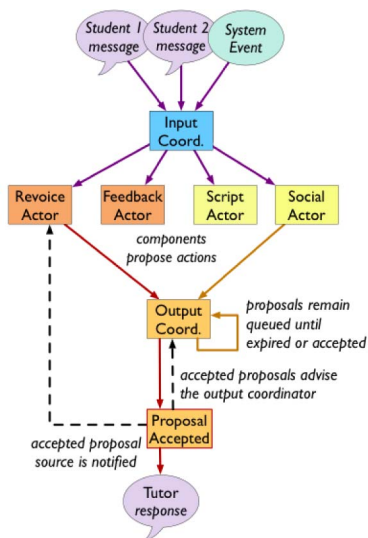 Student 1
message
Student 2
message
System
Event
Input
Coord.
Revoice
Actor
Feedback
Actor
Script
Actor
Social
Actor
components
propose actions
Output
Coord.
proposals remain
queued until
expired or accepted
accepted proposals advise
the output coordinator
Proposal
Accepted
accepted proposal
source is notified
Tutor
response